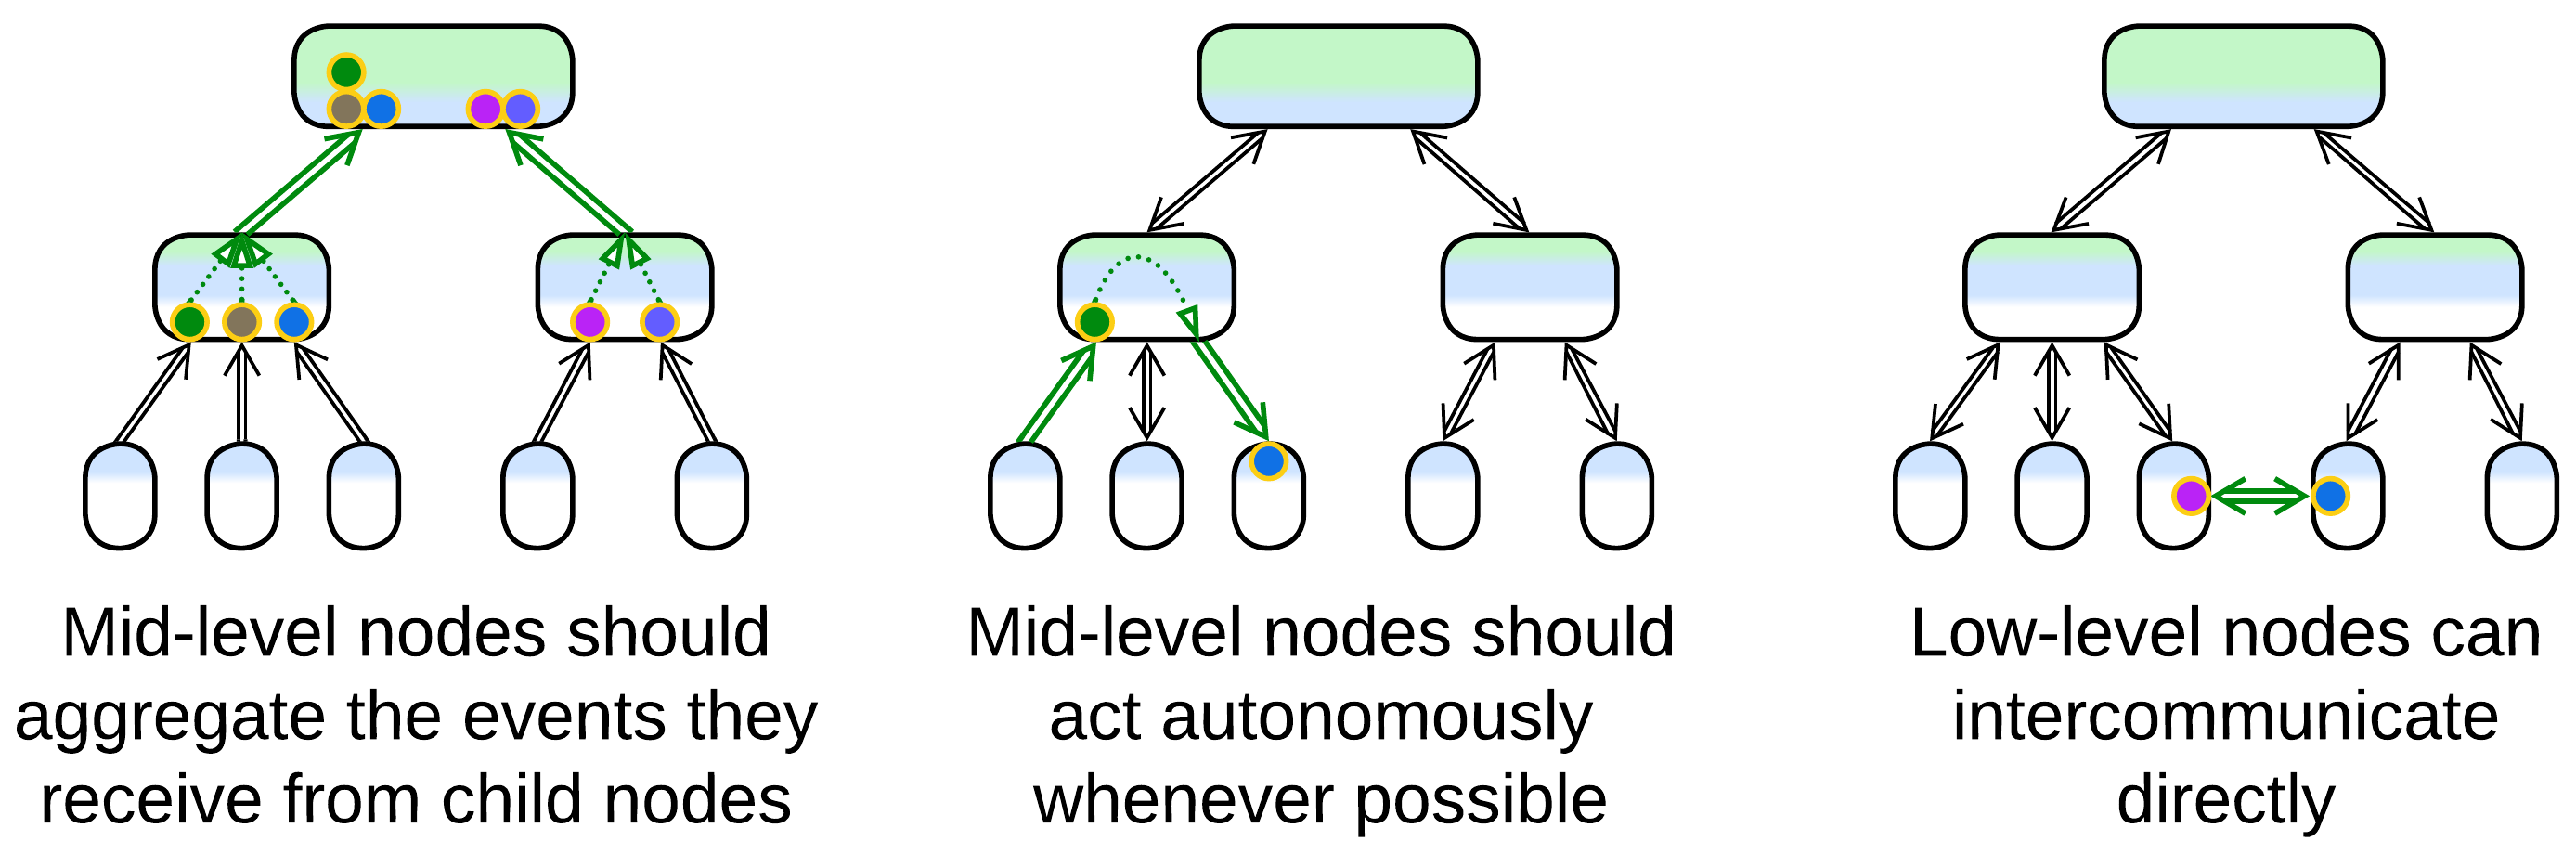 Mid-level nodes should
aggregate the events they
receive from child nodes
Mid-level nodes should
act autonomously
whenever possible
Low-level nodes can
intercommunicate
directly